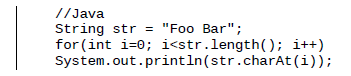 //Java
String str = "Foo Bar";
for(int i=0; i<str.length(); i++)
System.out.println(str.charAt(i));